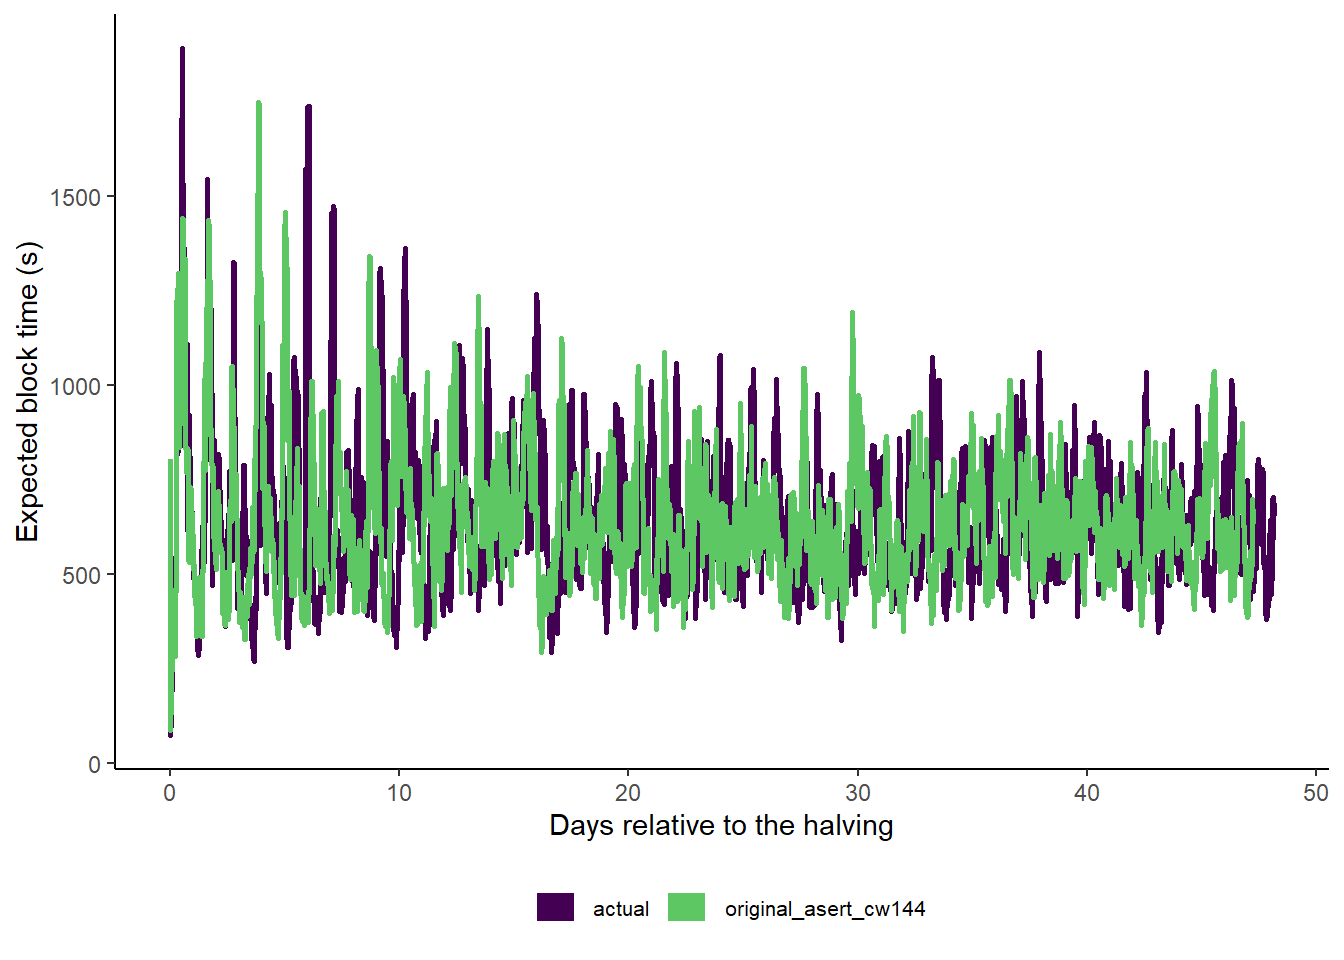 Expected block time (s)
1500
1000
500
0
0 10 20 30 40 50
Days relative to the halving
actual original_asert_cw144